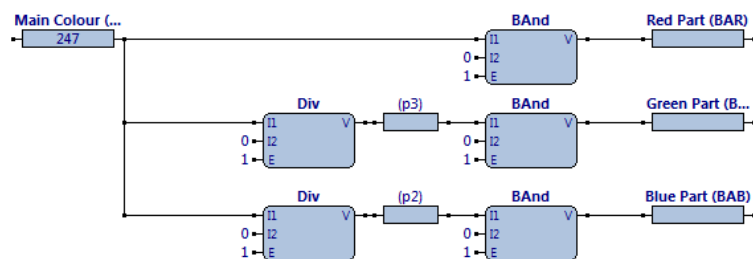 Main Colour (... BAnd Red Part (BAR)
247 I1 V
0 I2
1 E
Div (p3) BAnd Green Part (B...
I1 V I1 V
0 I2 0 I2
1 E 1 E
Div (p2) BAnd Blue Part (BAB)
I1 V I1 V
0 I2 0 I2
1 E 1 E